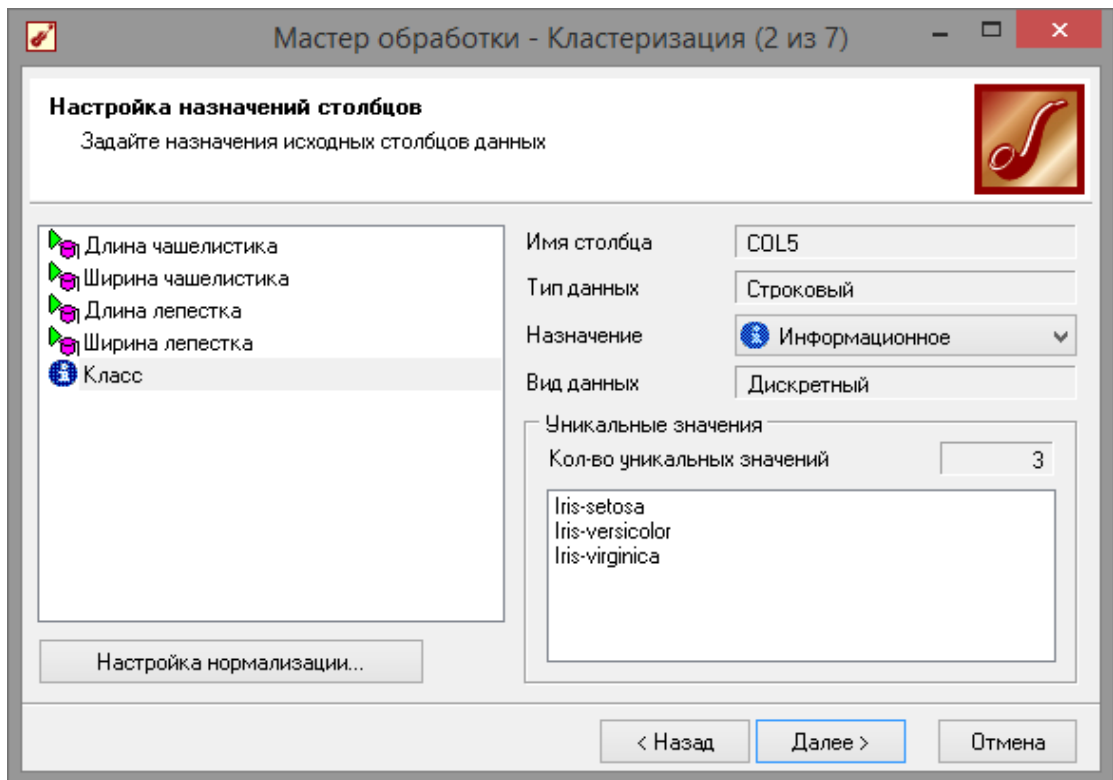 Мастер обработки - Кластеризация (2 из 7)
Настройка назначений столбцов
Задайте назначения исходных столбцов данных
Длина чашелистика
Ширина чашелистика
Длина лепестка
Ширина лепестка
Класс
Настройка нормализации...
Имя столбца COL5
Тип данных Строковый
Назначение Информационное
Вид данных Дискретный
Уникальные значения
Кол-во уникальных значений 3
Iris-setosa
Iris-versicolor
Iris-virginica
< Назад Далее > Отмена